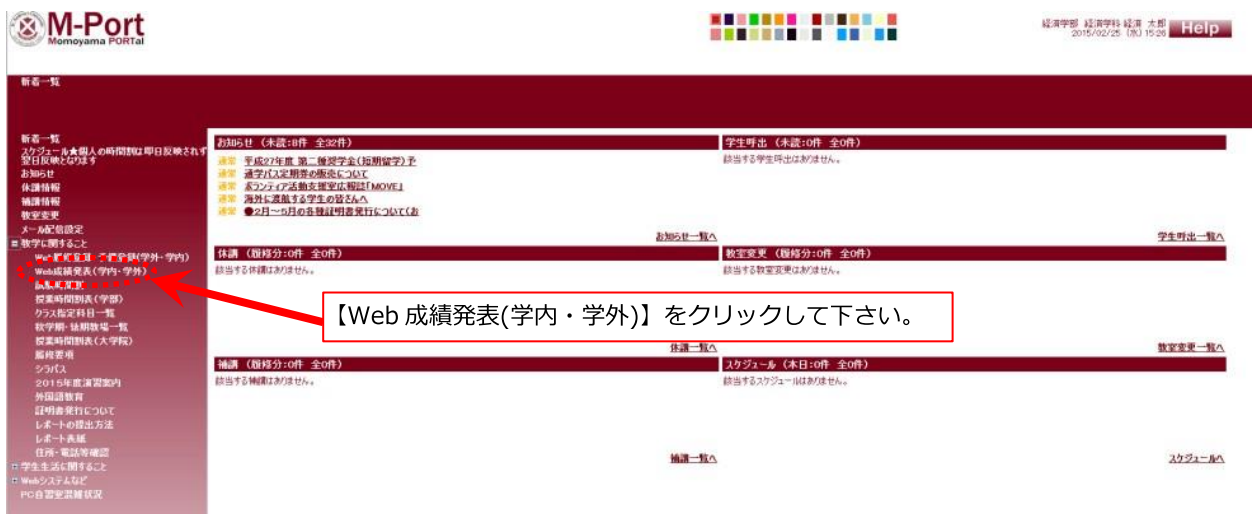 M-Port
Momoyama PORTal
経済学部 経済学科 経済 太郎
2015/02/25 (水) 15:26
Help
新着一覧
新着一覧
スケジュール★個人の時間割は即日反映されず
翌日反映となります
お知らせ
休講情報
補講情報
教室変更
メール配信設定
教学に関すること
Web成績発表(学内・学外)
授業時間割表(学部)
クラス指定科目一覧
秋学期・後期教場一覧
授業時間割表(大学院)
履修要項
シラバス
2015年度演習案内
外国語教育
証明書発行について
レポートの提出方法
レポート表紙
住所・電話等確認
学生生活に関すること
Webシステムなど
PC自習室混雑状況
お知らせ (未読:8件 全32件)
通常 平成27年度 第二種奨学金(短期留学)予
通常 通学バス定期券の販売について
通常 ボランティア活動支援室広報誌「MOVE」
通常 海外に渡航する学生の皆さんへ
通常 ●2月～5月の各種証明書発行について(お
お知らせ一覧へ
学生呼出 (未読:0件 全0件)
該当する学生呼出はありません。
学生呼出一覧へ
休講 (履修分:0件 全0件)
該当する休講はありません。
休講一覧へ
教室変更 (履修分:0件 全0件)
該当する教室変更はありません。
教室変更一覧へ
【Web 成績発表(学内・学外)】をクリックして下さい。
補講 (履修分:0件 全0件)
該当する補講はありません。
補講一覧へ
スケジュール (本日:0件 全0件)
該当するスケジュールはありません。
スケジュールへ